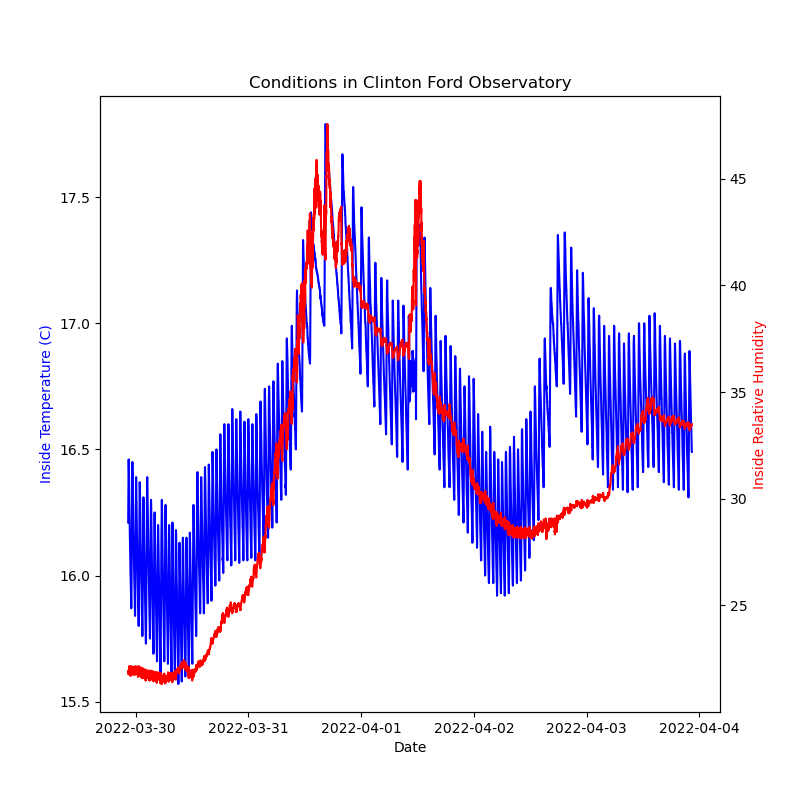 Conditions in Clinton Ford Observatory
17.5
17.0
16.5
16.0
15.5
Inside Temperature (C)
45
40
35
30
25
Inside Relative Humidity
2022-03-30 2022-03-31 2022-04-01 2022-04-02 2022-04-03 2022-04-04
Date